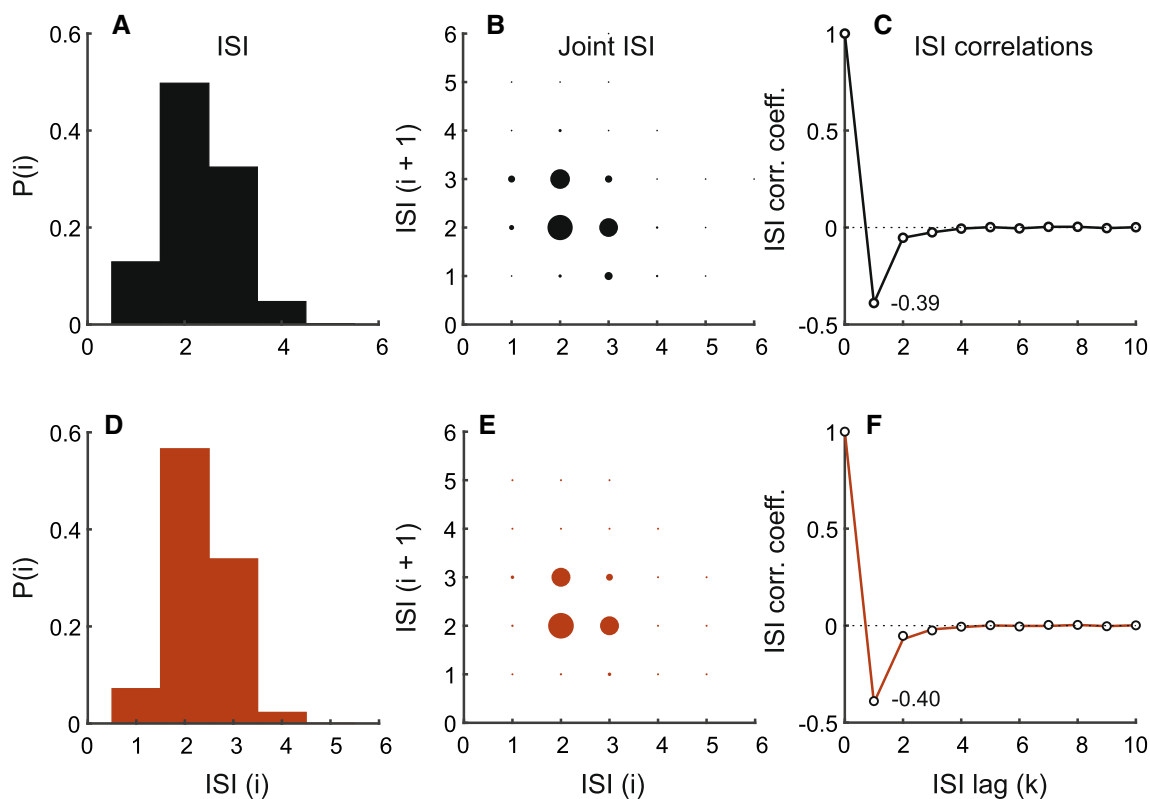 A
ISI
P(i)
0.6
0.4
0.2
0
0 2 4 6
B
Joint ISI
ISI (i + 1)
6
5
4
3
2
1
0
0 1 2 3 4 5 6
C
ISI correlations
ISI corr. coeff.
1
0.5
0
-0.5
-0.39
0 2 4 6 8 10
D
P(i)
0.6
0.4
0.2
0
0 1 2 3 4 5 6
ISI (i)
E
ISI (i + 1)
6
5
4
3
2
1
0
0 1 2 3 4 5 6
ISI (i)
F
ISI corr. coeff.
1
0.5
0
-0.5
-0.40
0 2 4 6 8 10
ISI lag (k)